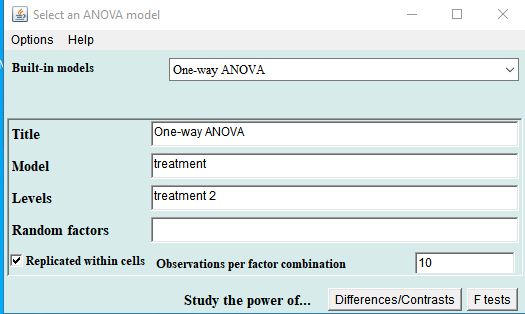 Select an ANOVA model
Options Help
Built-in models One-way ANOVA
Title One-way ANOVA
Model treatment
Levels treatment 2
Random factors
Replicated within cells Observations per factor combination 10
Study the power of... Differences/Contrasts F tests